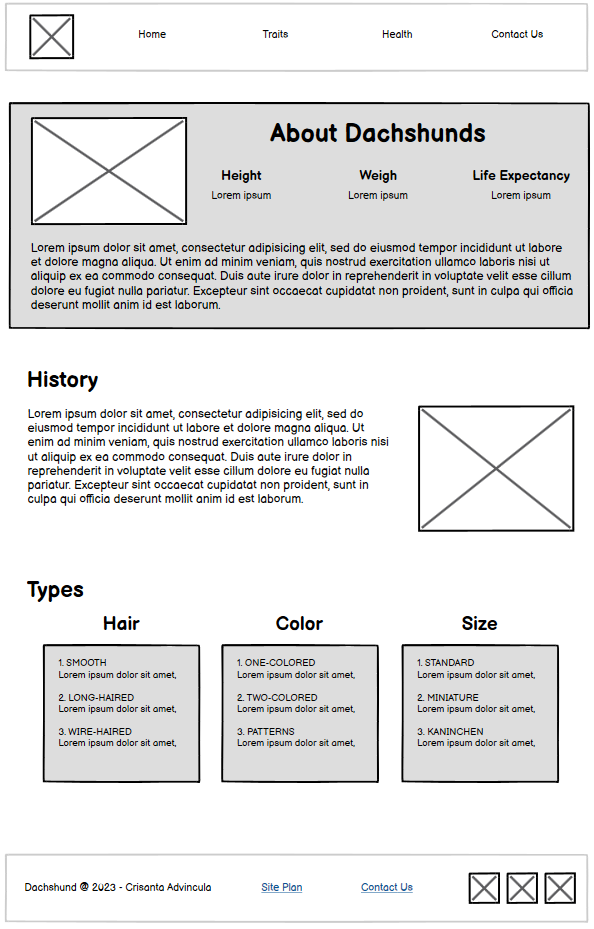 Home Traits Health Contact Us
About Dachshunds
Height Weigh Life Expectancy
Lorem ipsum Lorem ipsum Lorem ipsum
Lorem ipsum dolor sit amet, consectetur adipisicing elit, sed do eiusmod tempor incididunt ut labore
et dolore magna aliqua. Ut enim ad minim veniam, quis nostrud exercitation ullamco laboris nisi ut
aliquip ex ea commodo consequat. Duis aute irure dolor in reprehenderit in voluptate velit esse cillum
dolore eu fugiat nulla pariatur. Excepteur sint occaecat cupidatat non proident, sunt in culpa qui officia
deserunt mollit anim id est laborum.
History
Lorem ipsum dolor sit amet, consectetur adipisicing elit, sed do
eiusmod tempor incididunt ut labore et dolore magna aliqua. Ut
enim ad minim veniam, quis nostrud exercitation ullamco laboris nisi
ut aliquip ex ea commodo consequat. Duis aute irure dolor in
reprehenderit in voluptate velit esse cillum dolore eu fugiat nulla
pariatur. Excepteur sint occaecat cupidatat non proident, sunt in
culpa qui officia deserunt mollit anim id est laborum.
Types
Hair
1. SMOOTH
Lorem ipsum dolor sit amet,
2. LONG-HAIRED
Lorem ipsum dolor sit amet,
3. WIRE-HAIRED
Lorem ipsum dolor sit amet,
Color
1. ONE-COLORED
Lorem ipsum dolor sit amet,
2. TWO-COLORED
Lorem ipsum dolor sit amet,
3. PATTERNS
Lorem ipsum dolor sit amet,
Size
1. STANDARD
Lorem ipsum dolor sit amet,
2. MINIATURE
Lorem ipsum dolor sit amet,
3. KANINCHEN
Lorem ipsum dolor sit amet,
Dachshund @ 2023 - Crisanta Advincula Site Plan Contact Us